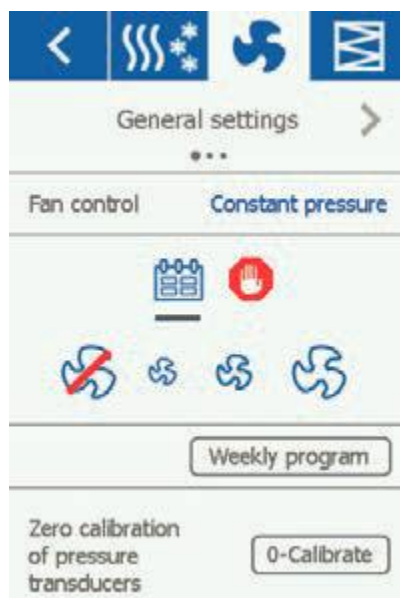 General settings
Fan control Constant pressure
Weekly program
Zero calibration
of pressure 0-Calibrate
transducers